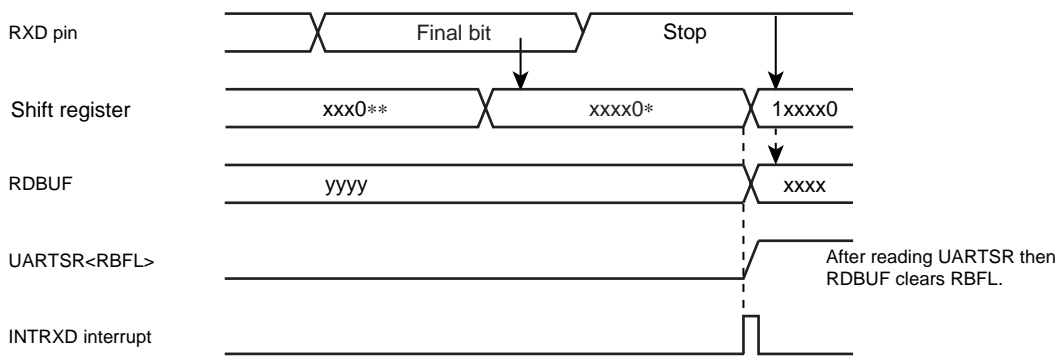 RXD pin
Final bit
Stop
Shift register
xxx0**
xxxx0*
1xxxx0
RDBUF
yyyy
xxxx
UARTSR<RBFL>
After reading UARTSR then
RDBUF clears RBFL.
INTRXD interrupt